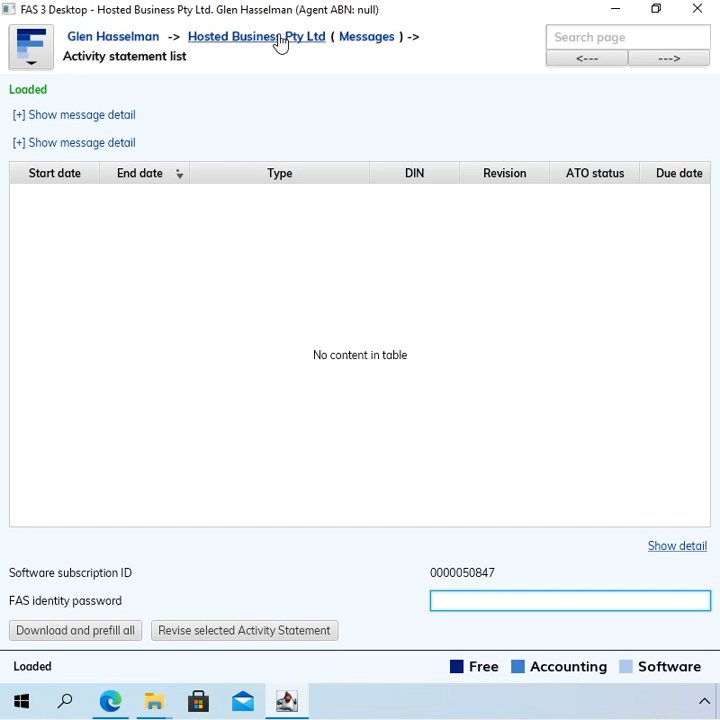 FAS 3 Desktop - Hosted Business Pty Ltd. Glen Hasselman (Agent ABN: null)
Glen Hasselman -> Hosted Business Pty Ltd ( Messages ) ->
Activity statement list
Search page
<---
--->
Loaded
[+] Show message detail
[+] Show message detail
Start date End date Type DIN Revision ATO status Due date
No content in table
Show detail
Software subscription ID 0000050847
FAS identity password
Download and prefill all Revise selected Activity Statement
Loaded Free Accounting Software